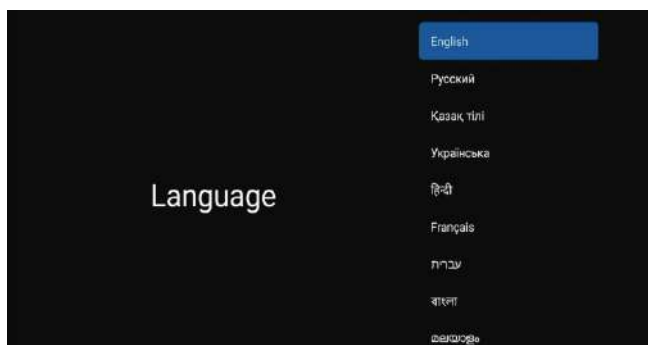 Language
English
Русский
Қазақ тілі
Українська
हिन्दी
Français
עברית
বাংলা
മലയാളം